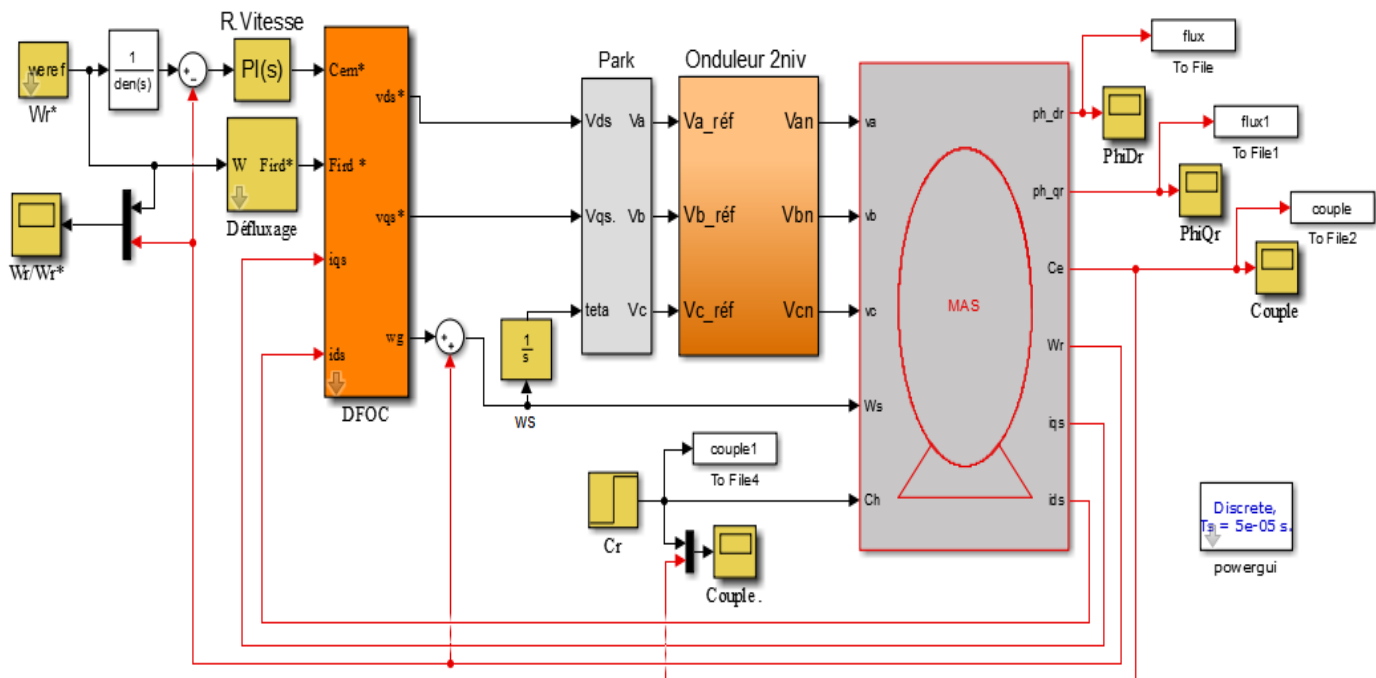 R.Vitesse
weref
Wr*
1
den(s)
+
-
PI(s)
Cem*
vds*
W Fird*
Défluxage
Fird *
vqs*
Wr/Wr*
iqs
ids
wg
DFOC
+
+
1
s
ws
Park
Vds Va
Vqs. Vb
teta Vc
Onduleur 2niv
Va_réf Van
Vb_réf Vbn
Vc_réf Vcn
va
vb
vc
Ws
Ch
MAS
ph_dr
ph_qr
Ce
Wr
iqs
ids
flux
To File
PhiDr
flux1
To File1
PhiQr
couple
To File2
Couple
couple1
To File4
Cr
Couple .
Discrete,
Ts = 5e-05 s.
powergui